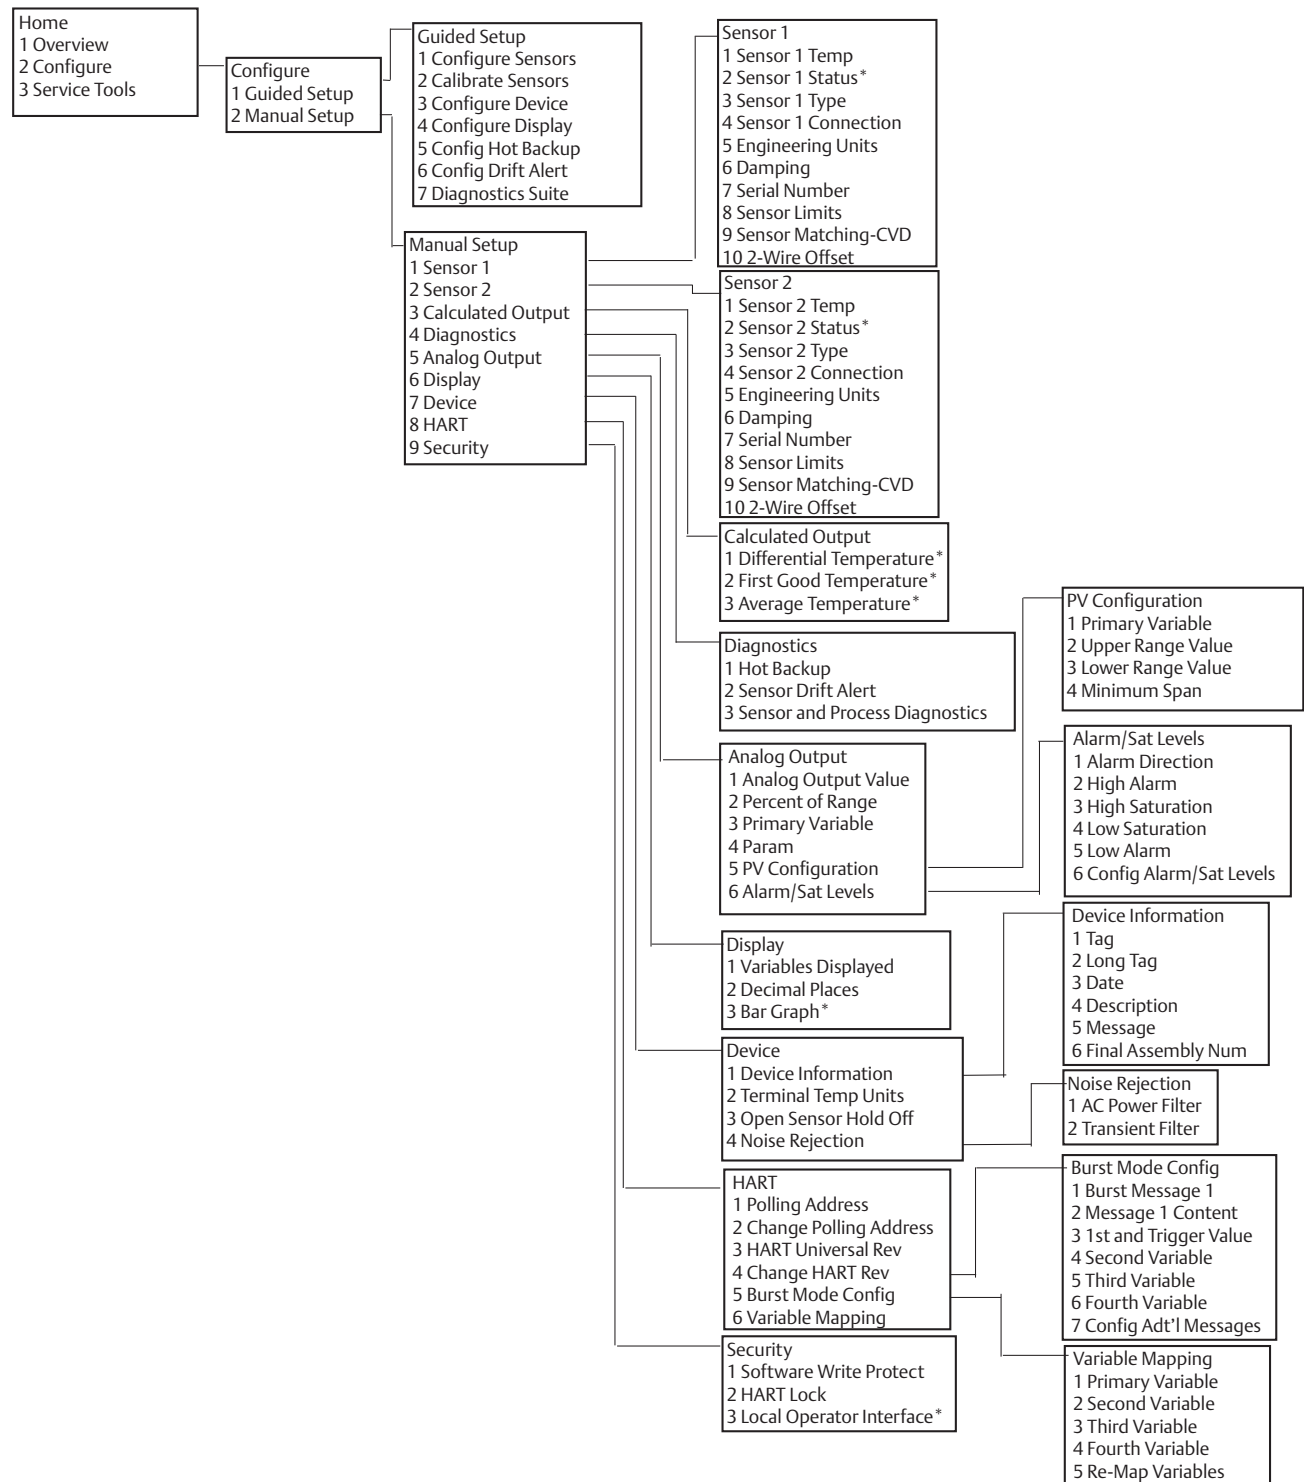 Home
1 Overview
2 Configure
3 Service Tools
Configure
1 Guided Setup
2 Manual Setup
Guided Setup
1 Configure Sensors
2 Calibrate Sensors
3 Configure Device
4 Configure Display
5 Config Hot Backup
6 Config Drift Alert
7 Diagnostics Suite
Manual Setup
1 Sensor 1
2 Sensor 2
3 Calculated Output
4 Diagnostics
5 Analog Output
6 Display
7 Device
8 HART
9 Security
Sensor 1
1 Sensor 1 Temp
2 Sensor 1 Status*
3 Sensor 1 Type
4 Sensor 1 Connection
5 Engineering Units
6 Damping
7 Serial Number
8 Sensor Limits
9 Sensor Matching-CVD
10 2-Wire Offset
Sensor 2
1 Sensor 2 Temp
2 Sensor 2 Status*
3 Sensor 2 Type
4 Sensor 2 Connection
5 Engineering Units
6 Damping
7 Serial Number
8 Sensor Limits
9 Sensor Matching-CVD
10 2-Wire Offset
Calculated Output
1 Differential Temperature*
2 First Good Temperature*
3 Average Temperature*
Diagnostics
1 Hot Backup
2 Sensor Drift Alert
3 Sensor and Process Diagnostics
Analog Output
1 Analog Output Value
2 Percent of Range
3 Primary Variable
4 Param
5 PV Configuration
6 Alarm/Sat Levels
Display
1 Variables Displayed
2 Decimal Places
3 Bar Graph*
Device
1 Device Information
2 Terminal Temp Units
3 Open Sensor Hold Off
4 Noise Rejection
HART
1 Polling Address
2 Change Polling Address
3 HART Universal Rev
4 Change HART Rev
5 Burst Mode Config
6 Variable Mapping
Security
1 Software Write Protect
2 HART Lock
3 Local Operator Interface*
PV Configuration
1 Primary Variable
2 Upper Range Value
3 Lower Range Value
4 Minimum Span
Alarm/Sat Levels
1 Alarm Direction
2 High Alarm
3 High Saturation
4 Low Saturation
5 Low Alarm
6 Config Alarm/Sat Levels
Device Information
1 Tag
2 Long Tag
3 Date
4 Description
5 Message
6 Final Assembly Num
Noise Rejection
1 AC Power Filter
2 Transient Filter
Burst Mode Config
1 Burst Message 1
2 Message 1 Content
3 1st and Trigger Value
4 Second Variable
5 Third Variable
6 Fourth Variable
7 Config Adt'l Messages
Variable Mapping
1 Primary Variable
2 Second Variable
3 Third Variable
4 Fourth Variable
5 Re-Map Variables